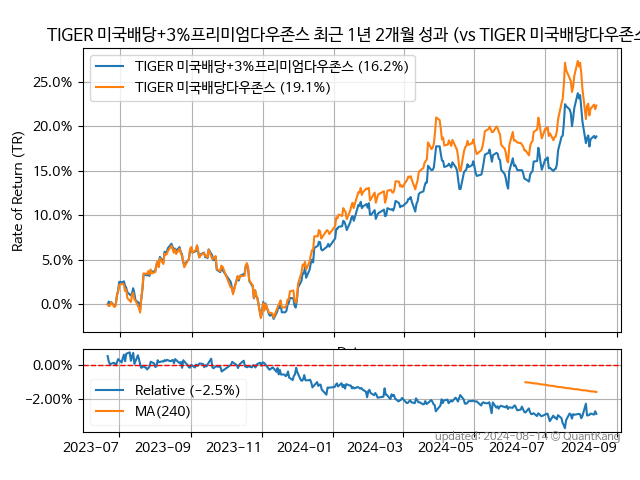 TIGER 미국배당+3%프리미엄다우존스 최근 1년 2개월 성과 (vs TIGER 미국배당다우존스
TIGER 미국배당+3%프리미엄다우존스 (16.2%)
TIGER 미국배당다우존스 (19.1%)
Rate of Return (TR)
25.0%
20.0%
15.0%
10.0%
5.0%
0.0%
0.00%
−2.00%
Relative (−2.5%)
MA(240)
updated: 2024-08-14 © QuantKang
2023-07
2023-09
2023-11
2024-01
2024-03
2024-05
2024-07
2024-09